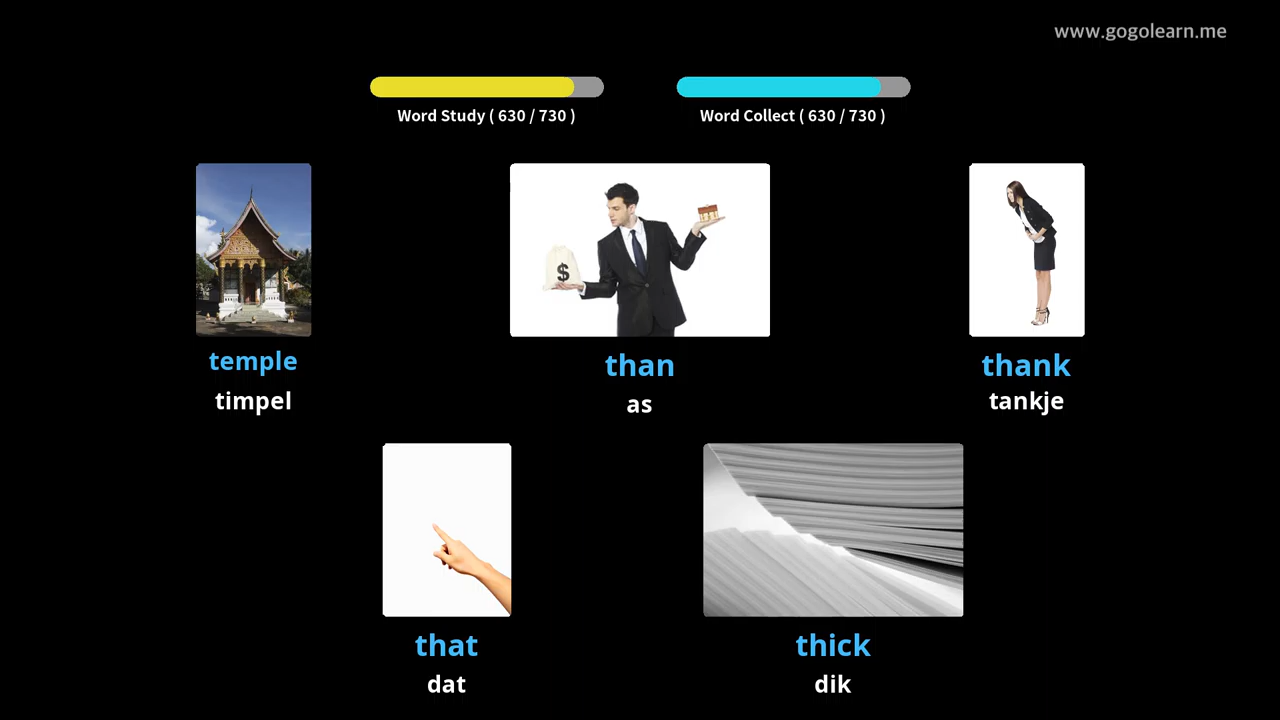 www.gogolearn.me
Word Study ( 630 / 730 )
Word Collect ( 630 / 730 )
$
temple
timpel
than
as
thank
tankje
that
dat
thick
dik